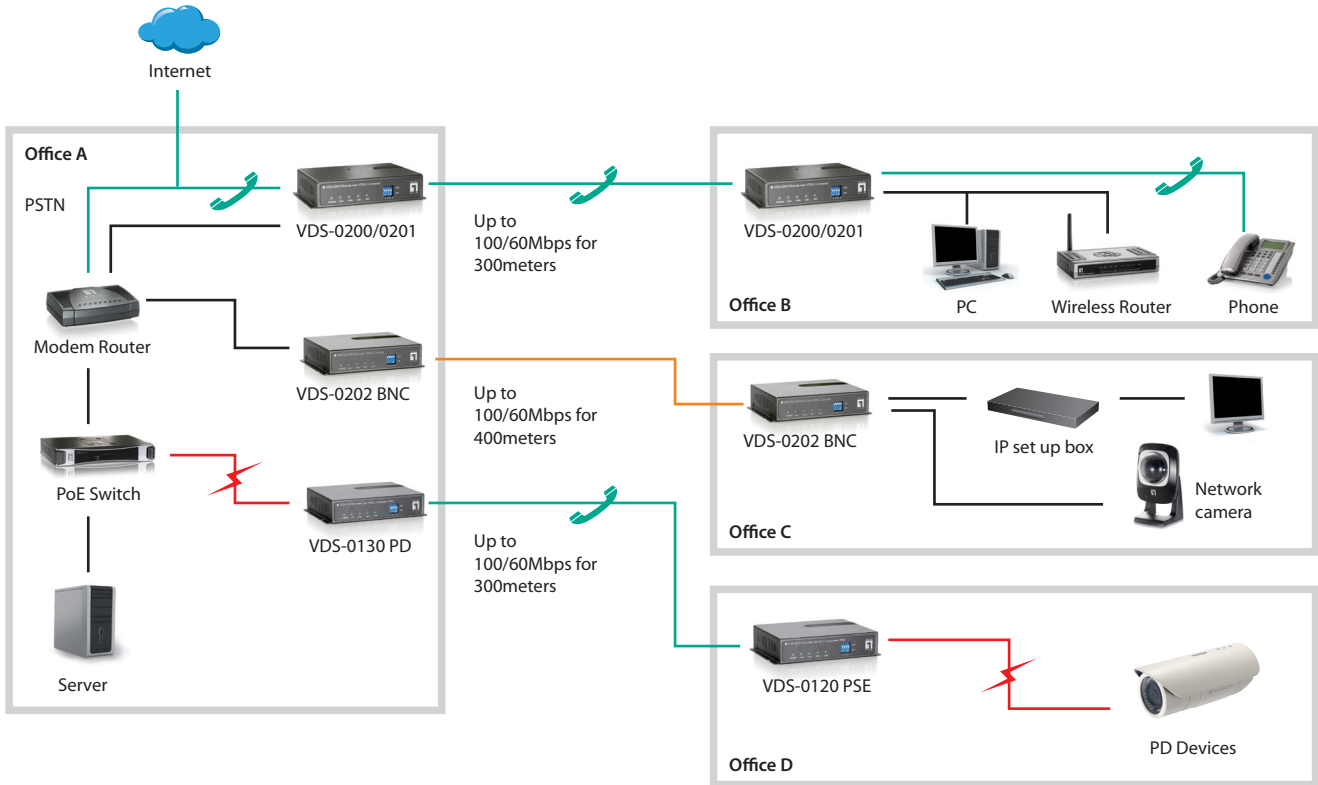 Internet
Office A
PSTN
VDS-0200/0201
Modem Router
VDS-0202 BNC
PoE Switch
VDS-0130 PD
Server
Up to
100/60Mbps for
300meters
Up to
100/60Mbps for
400meters
Up to
100/60Mbps for
300meters
VDS-0200/0201
PC
Wireless Router
Phone
Office B
VDS-0202 BNC
IP set up box
Network
camera
Office C
VDS-0120 PSE
PD Devices
Office D